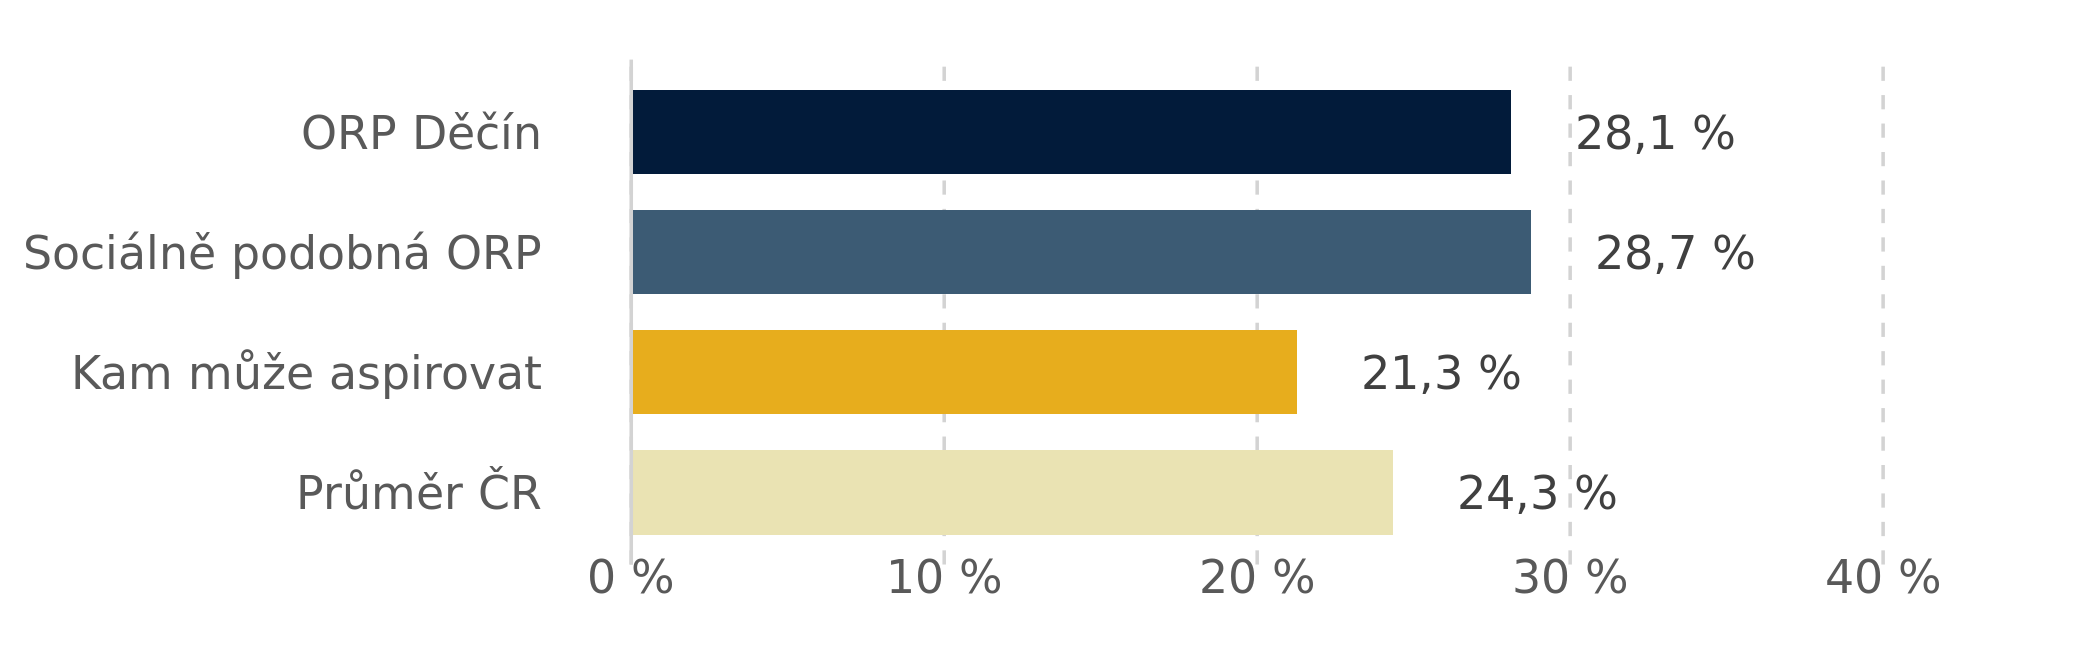 ORP Děčín 28,1 %
Sociálně podobná ORP 28,7 %
Kam může aspirovat 21,3 %
Průměr ČR 24,3 %
0 % 10 % 20 % 30 % 40 %